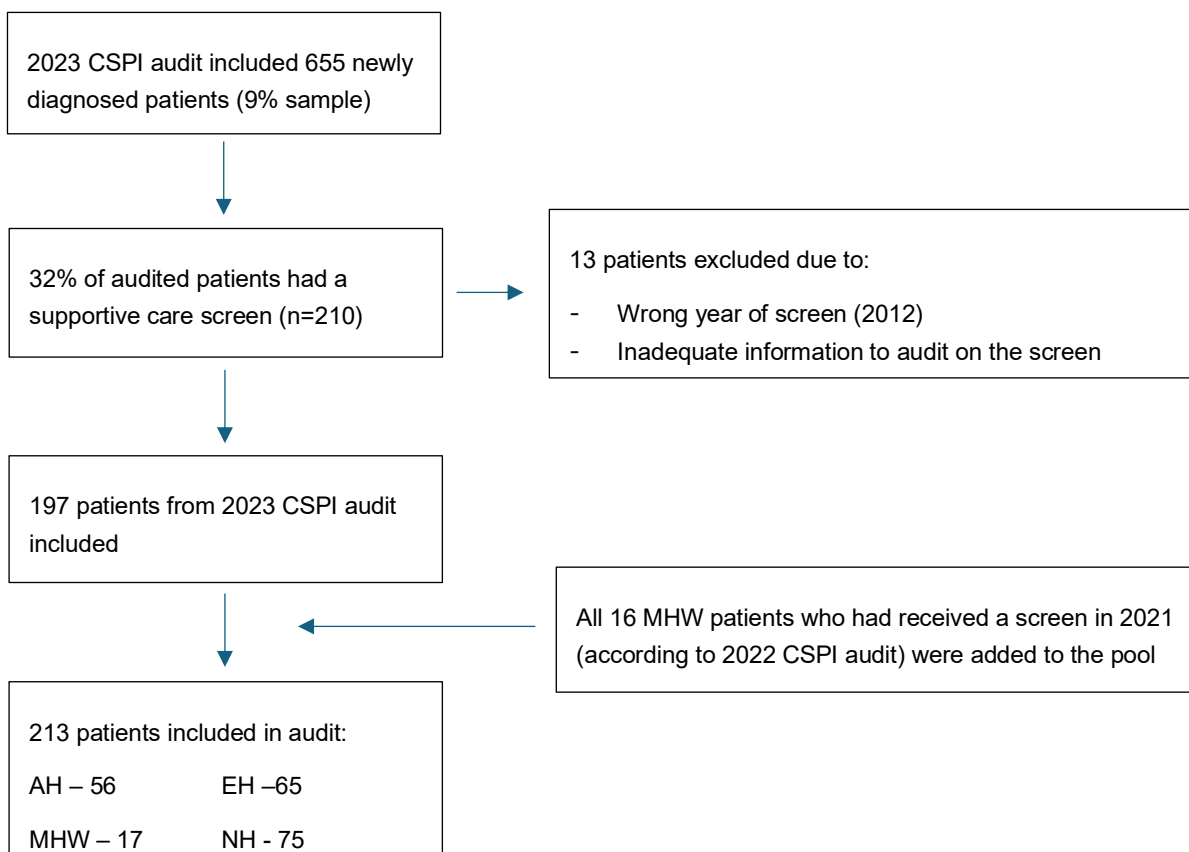 2023 CSPI audit included 655 newly
diagnosed patients (9% sample)
32% of audited patients had a
supportive care screen (n=210)
13 patients excluded due to:
- Wrong year of screen (2012)
- Inadequate information to audit on the screen
197 patients from 2023 CSPI audit
included
All 16 MHW patients who had received a screen in 2021
(according to 2022 CSPI audit) were added to the pool
213 patients included in audit:
AH – 56 EH –65
MHW – 17 NH - 75